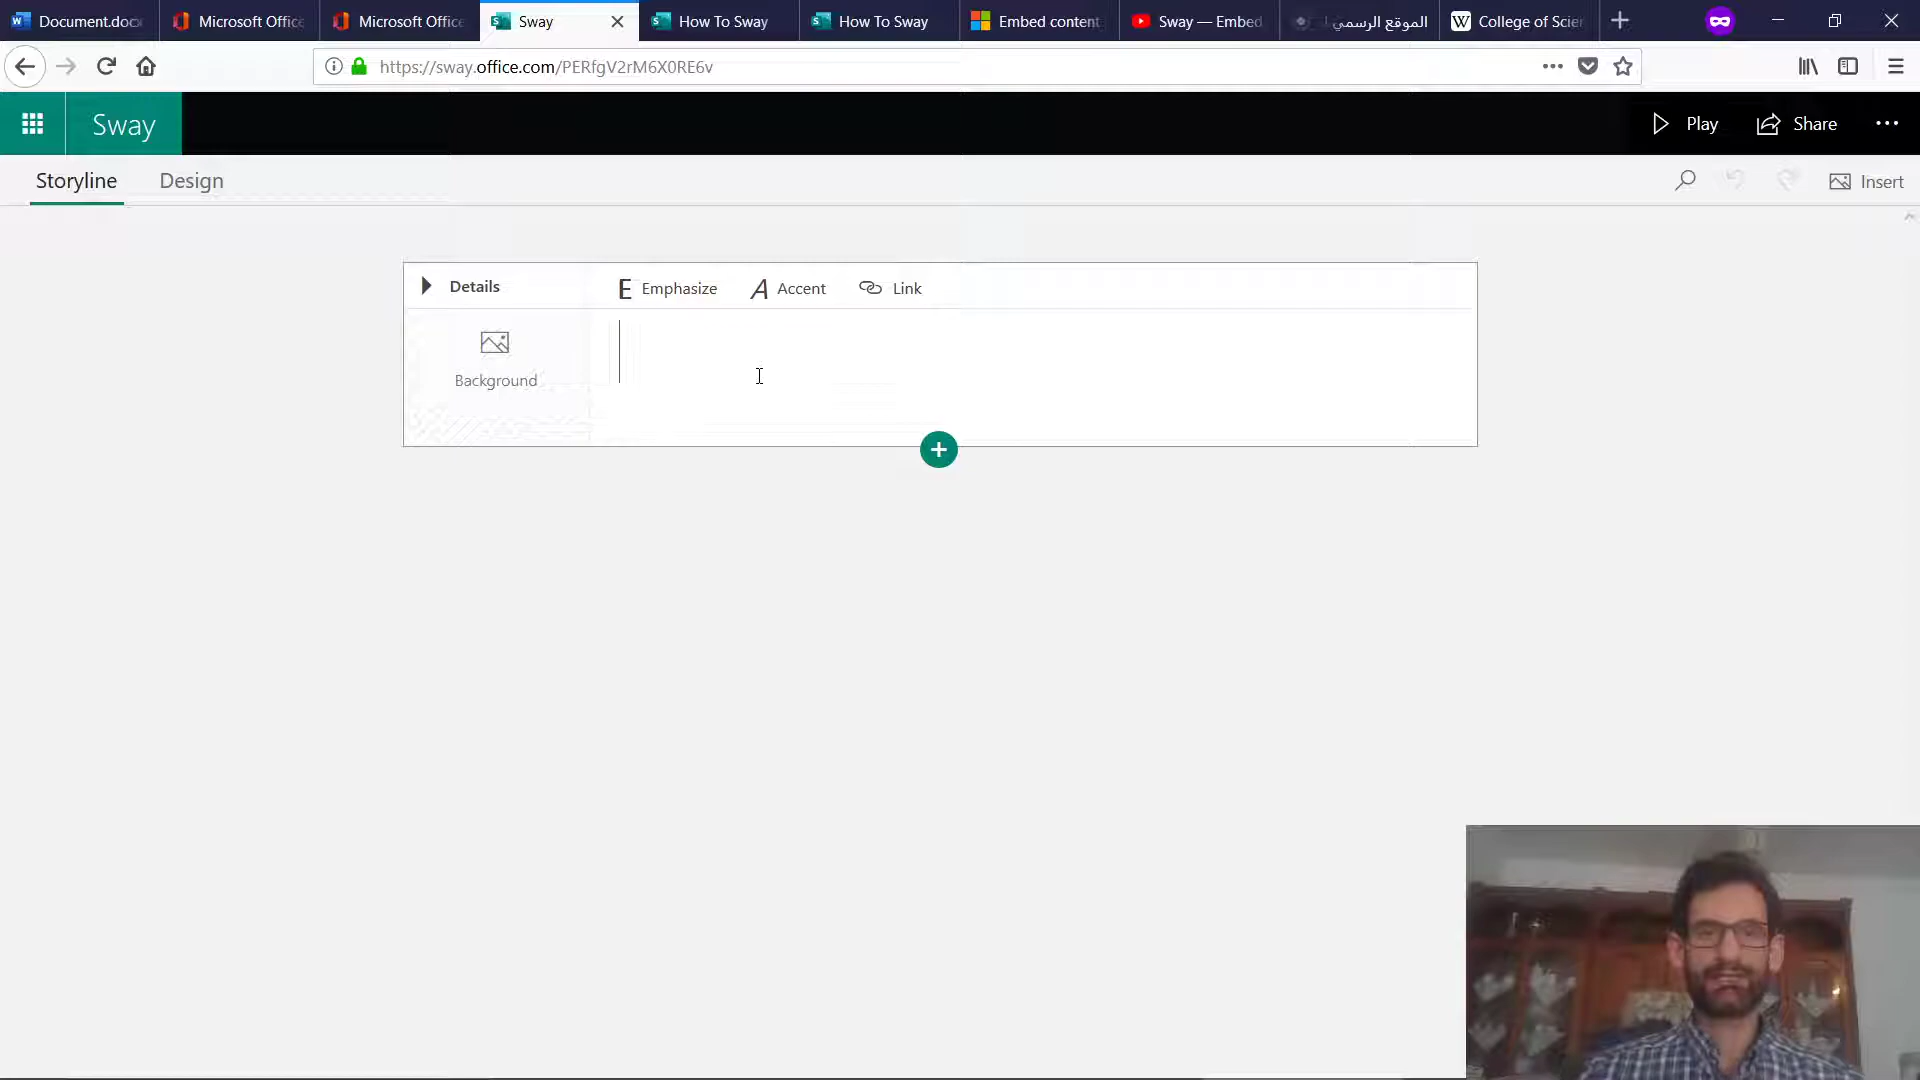 Document.docx
Microsoft Office
Microsoft Office
Sway
How To Sway
How To Sway
Embed content
Sway — Embed
الموقع الرسمي
College of Scien
https://sway.office.com/PERfgV2rM6X0RE6v
Sway
Play
Share
Storyline
Design
Insert
Details
E Emphasize
A Accent
Link
Background